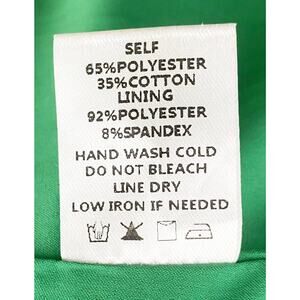 SELF
65%POLYESTER
35%COTTON
LINING
92%POLYESTER
8%SPANDEX
HAND WASH COLD
DO NOT BLEACH
LINE DRY
LOW IRON IF NEEDED